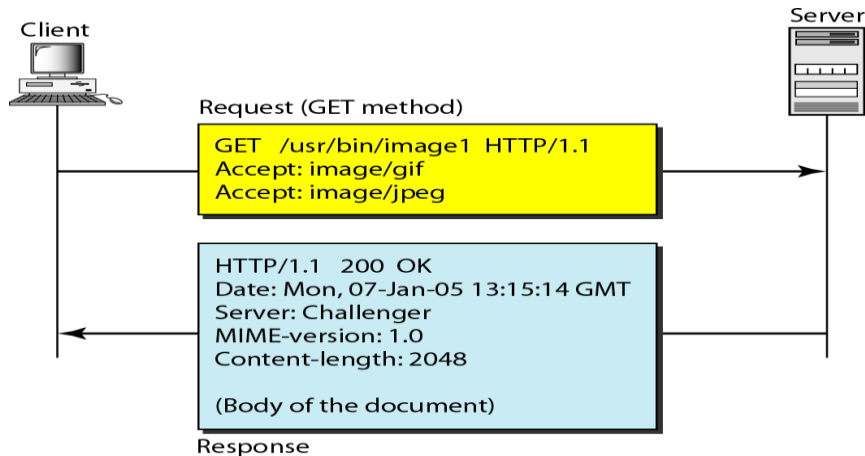 Client
Server
Request (GET method)
GET /usr/bin/image1 HTTP/1.1
Accept: image/gif
Accept: image/jpeg
HTTP/1.1 200 OK
Date: Mon, 07-Jan-05 13:15:14 GMT
Server: Challenger
MIME-version: 1.0
Content-length: 2048
(Body of the document)
Response